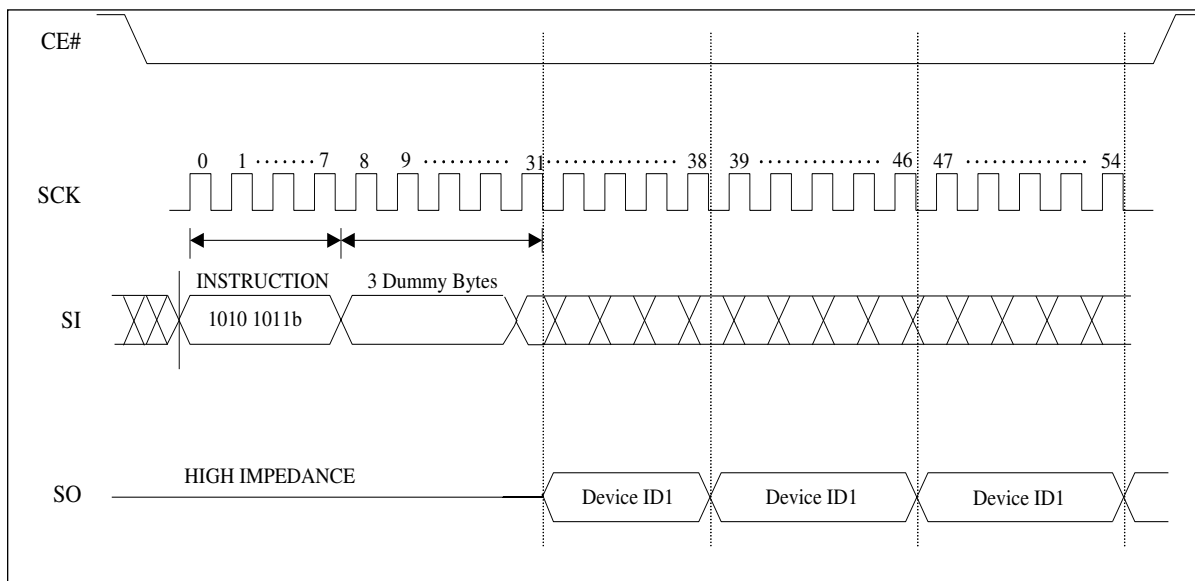 CE#
0 1 ········ 7 8 9 ·········· 31 ················ 38 39 ·············· 46 47 ·············· 54
SCK
INSTRUCTION 3 Dummy Bytes
SI 1010 1011b
HIGH IMPEDANCE
SO Device ID1 Device ID1 Device ID1